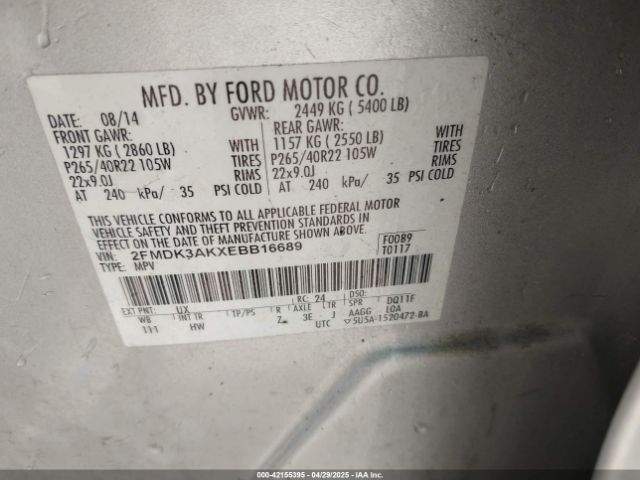 MFD. BY FORD MOTOR CO.
DATE: 08/14 GVWR: 2449 KG ( 5400 LB)
FRONT GAWR: REAR GAWR:
1297 KG ( 2860 LB) WITH 1157 KG ( 2550 LB) WITH
P265/40R22 105W TIRES P265/40R22 105W TIRES
22x9.0J RIMS 22x9.0J RIMS
AT 240 kPa/ 35 PSI COLD AT 240 kPa/ 35 PSI COLD
THIS VEHICLE CONFORMS TO ALL APPLICABLE FEDERAL MOTOR
VEHICLE SAFETY AND THEFT PREVENTION STANDARDS IN
EFFECT ON THE DATE OF MANUFACTURE SHOWN ABOVE.
VIN: 2FMDK3AKXEBB16689 F0089
TYPE: MPV T0117
EXT PNT: UX RC: 24 DSO:
WB INT TR TP/PS R AXLE TR SPR DQ11F
111 HW Z 3E J AAGG LOA
UTC 5U5A-1520472-BA
000-42155395 04/29/2025 IAAI.COM